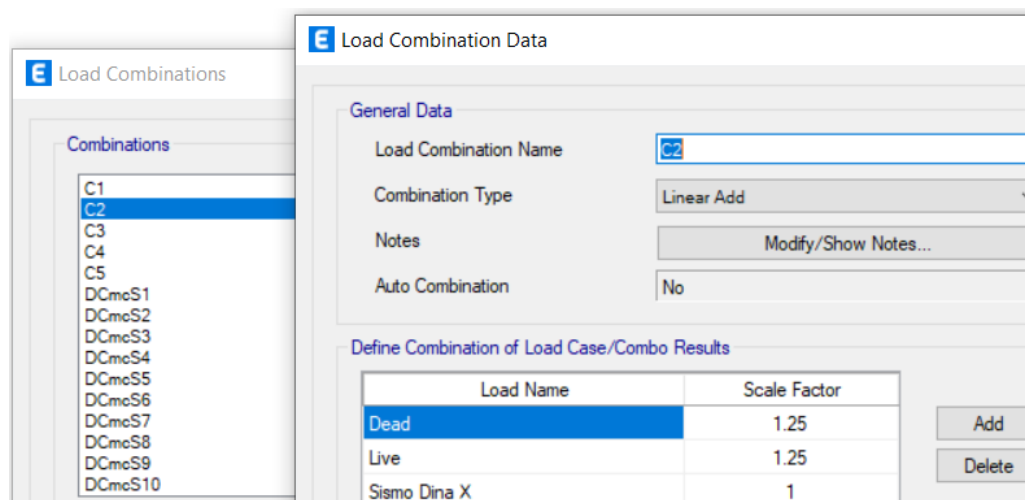 Load Combinations
Combinations
C1
C2
C3
C4
C5
DCmcS1
DCmcS2
DCmcS3
DCmcS4
DCmcS5
DCmcS6
DCmcS7
DCmcS8
DCmcS9
DCmcS10
Load Combination Data
General Data
Load Combination Name C2
Combination Type Linear Add
Notes Modify/Show Notes...
Auto Combination No
Define Combination of Load Case/Combo Results
Load Name Scale Factor
Dead 1.25
Live 1.25
Sismo Dina X 1
Add
Delete